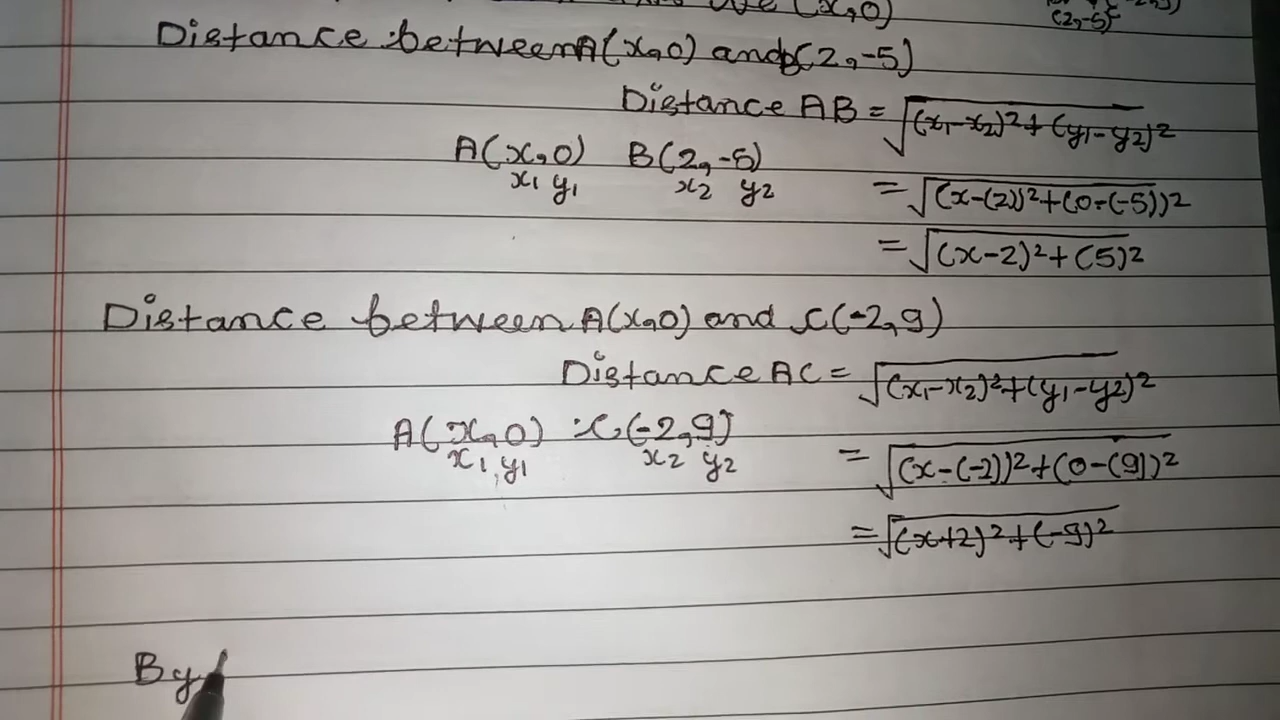 (x,0)
(2,-5)
Distance between A(x,0) and B(2,-5)
Distance AB = √(x₁-x₂)²+(y₁-y₂)²
A(x,0) B(2,-5)
x₁ y₁ x₂ y₂
= √(x-(2))²+(0-(-5))²
= √(x-2)²+(5)²
Distance between A(x,0) and C(-2,9)
Distance AC = √(x₁-x₂)²+(y₁-y₂)²
A(x,0) C(-2,9)
x₁, y₁ x₂ y₂
= √(x-(-2))²+(0-(9))²
= √(x+2)²+(-9)²
By